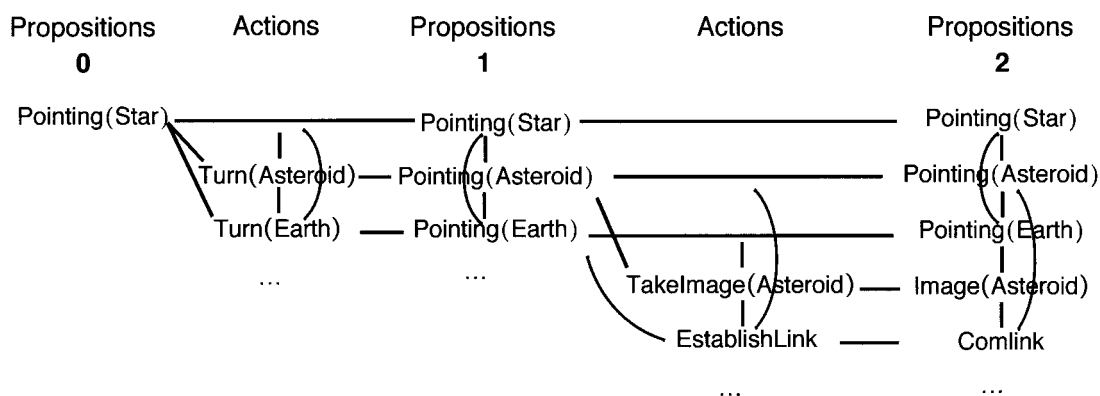 Propositions Actions Propositions Actions Propositions
0 1 2
Pointing(Star) Pointing(Star) Pointing(Star)
Turn(Asteroid) Pointing(Asteroid) Pointing(Asteroid)
Turn(Earth) Pointing(Earth) Pointing(Earth)
... ...
TakeImage(Asteroid) Image(Asteroid)
EstablishLink Comlink
... ...